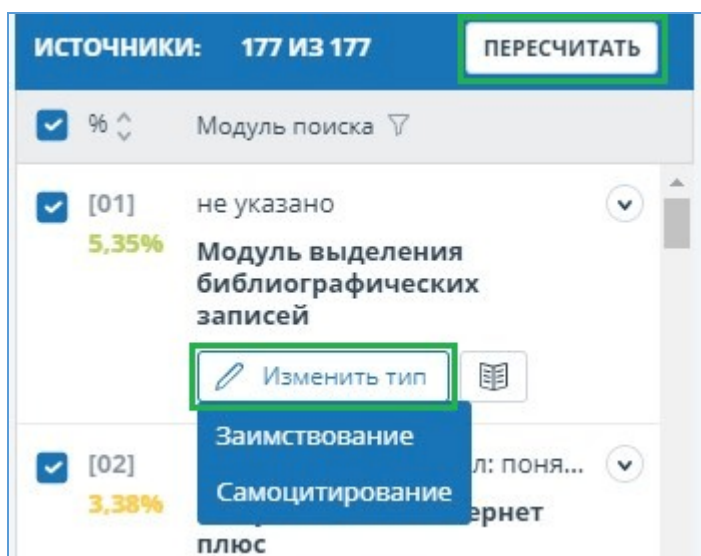 ИСТОЧНИКИ: 177 ИЗ 177 ПЕРЕСЧИТАТЬ
% Модуль поиска
[01] не указано
5,35% Модуль выделения
библиографических
записей
Изменить тип
Заимствование
[02] л: поня...
3,38% Самоцитирование ернет
плюс